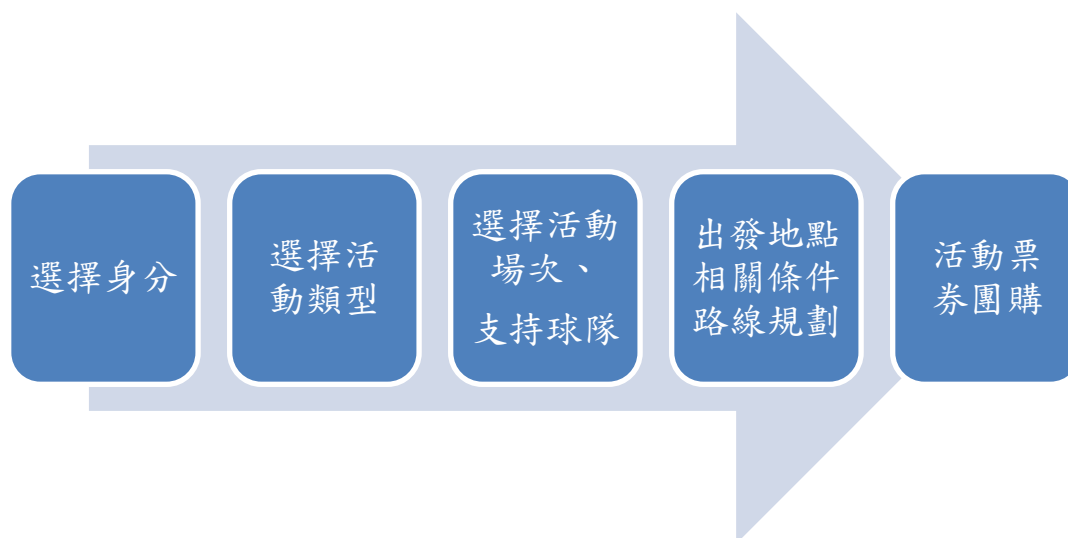 選擇身分
選擇活
動類型
選擇活動
場次、
支持球隊
出發地點
相關條件
路線規劃
活動票
券團購